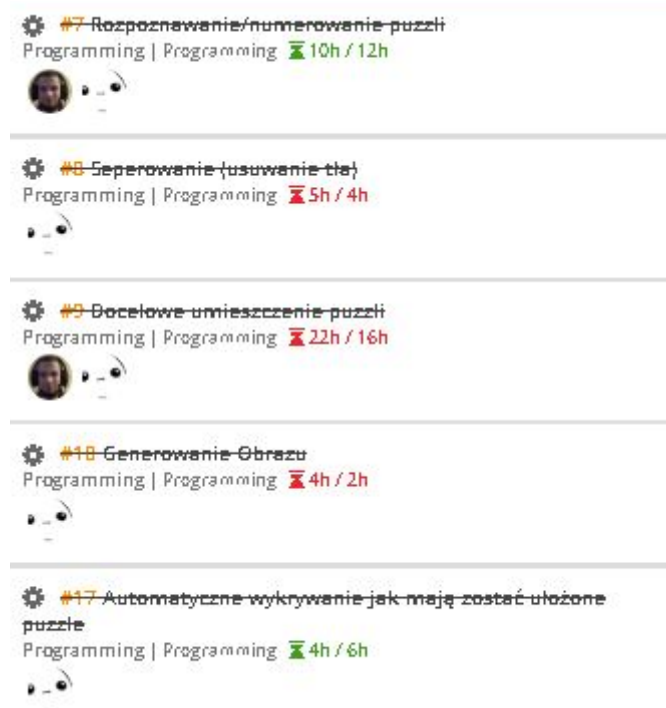 #7 Rozpoznawanie/numerowanie puzzli
Programming | Programming 10h / 12h
#8 Seperowanie (usuwanie tła)
Programming | Programming 5h / 4h
#9 Docelowe umieszczenie puzzli
Programming | Programming 22h / 16h
#18 Generowanie Obrazu
Programming | Programming 4h / 2h
#17 Automatyczne wykrywanie jak mają zostać ułożone
puzzle
Programming | Programming 4h / 6h